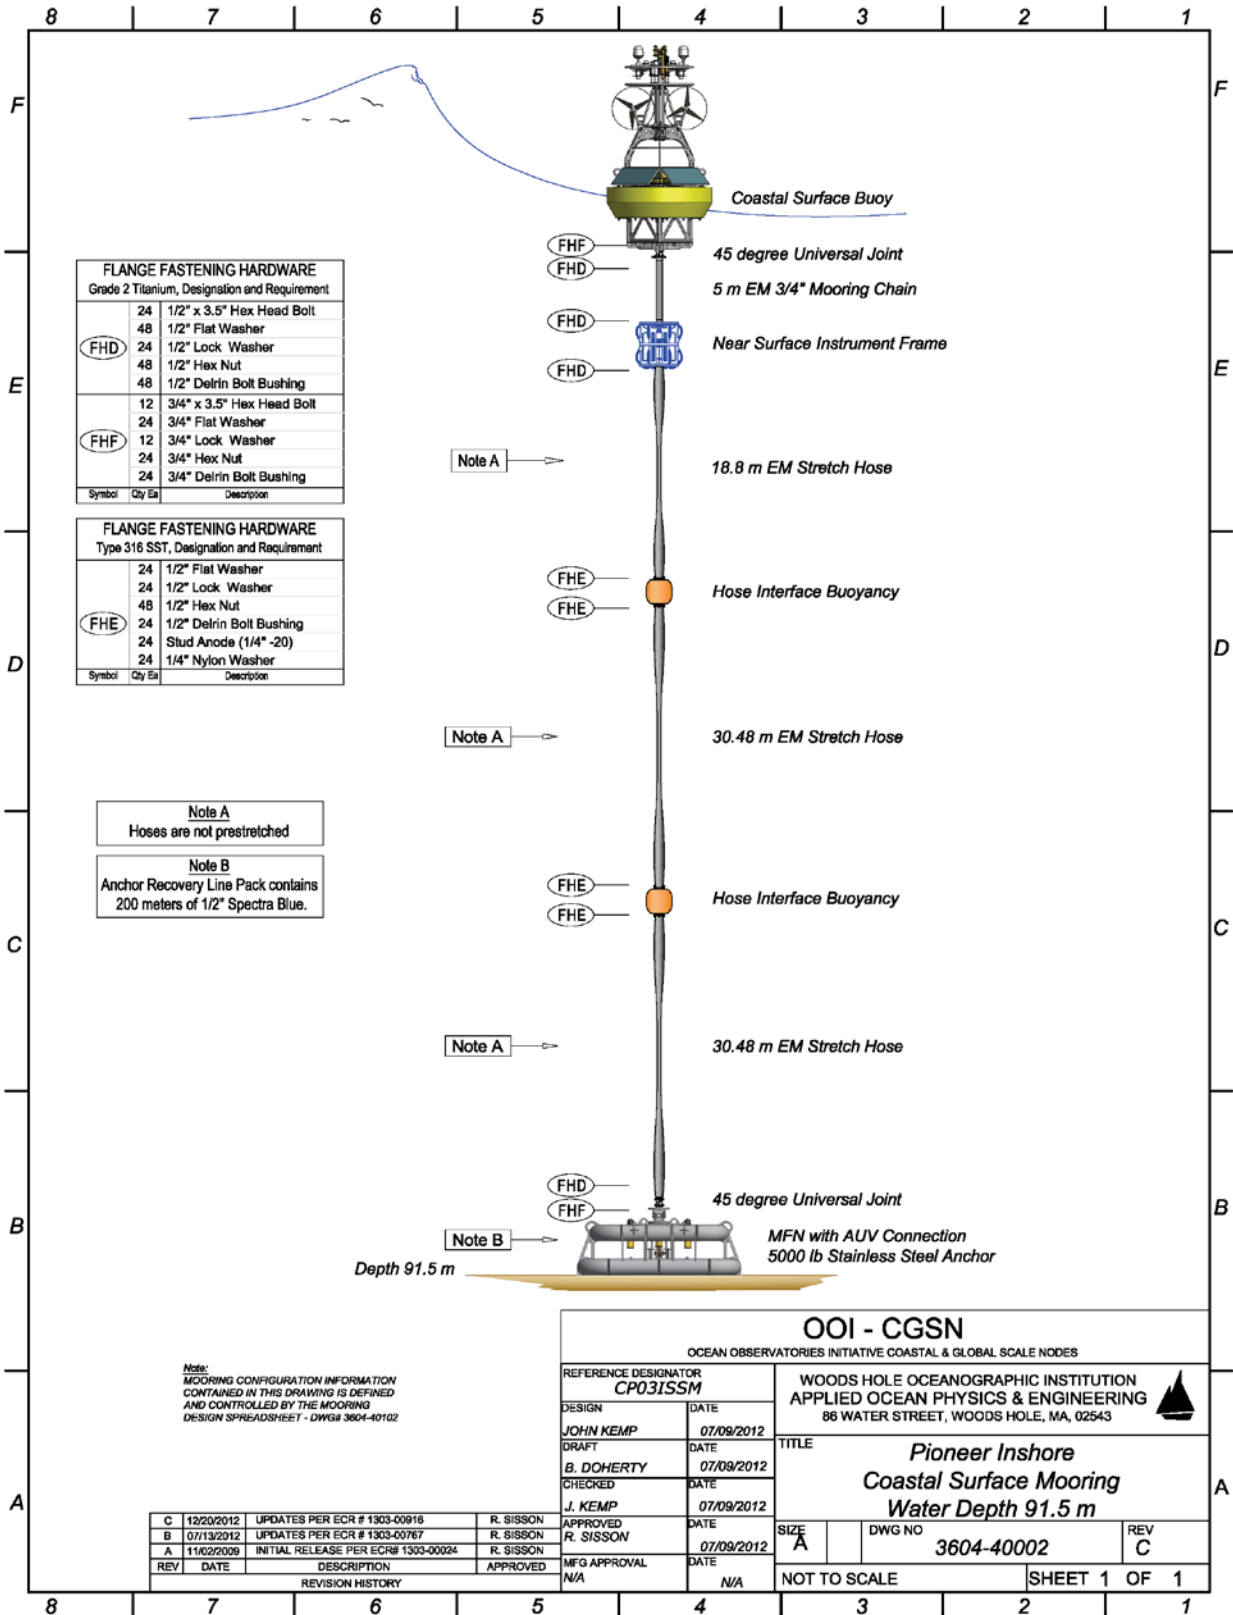 8 7 6 5 4 3 2 1
F F
Coastal Surface Buoy
FHF
45 degree Universal Joint
FHD
5 m EM 3/4" Mooring Chain
FHD
Near Surface Instrument Frame
FHD
E E
FLANGE FASTENING HARDWARE
Grade 2 Titanium, Designation and Requirement
FHD
24 1/2" x 3.5" Hex Head Bolt
48 1/2" Flat Washer
24 1/2" Lock Washer
48 1/2" Hex Nut
48 1/2" Delrin Bolt Bushing
FHF
12 3/4" x 3.5" Hex Head Bolt
24 3/4" Flat Washer
12 3/4" Lock Washer
24 3/4" Hex Nut
24 3/4" Delrin Bolt Bushing
Symbol Qty Ea Description
Note A
18.8 m EM Stretch Hose
FLANGE FASTENING HARDWARE
Type 316 SST, Designation and Requirement
FHE
24 1/2" Flat Washer
24 1/2" Lock Washer
48 1/2" Hex Nut
24 1/2" Delrin Bolt Bushing
24 Stud Anode (1/4" -20)
24 1/4" Nylon Washer
Symbol Qty Ea Description
FHE
Hose Interface Buoyancy
FHE
D D
Note A
30.48 m EM Stretch Hose
Note A
Hoses are not prestretched
Note B
Anchor Recovery Line Pack contains
200 meters of 1/2" Spectra Blue.
FHE
Hose Interface Buoyancy
FHE
C C
Note A
30.48 m EM Stretch Hose
FHD
45 degree Universal Joint
FHF
B B
Note B
MFN with AUV Connection
5000 lb Stainless Steel Anchor
Depth 91.5 m
OOI - CGSN
OCEAN OBSERVATORIES INITIATIVE COASTAL & GLOBAL SCALE NODES
Note:
MOORING CONFIGURATION INFORMATION
CONTAINED IN THIS DRAWING IS DEFINED
AND CONTROLLED BY THE MOORING
DESIGN SPREADSHEET - DWG# 3604-40102
REFERENCE DESIGNATOR
CP03ISSM
WOODS HOLE OCEANOGRAPHIC INSTITUTION
APPLIED OCEAN PHYSICS & ENGINEERING
86 WATER STREET, WOODS HOLE, MA, 02543
DESIGN DATE
JOHN KEMP 07/09/2012
DRAFT DATE
B. DOHERTY 07/09/2012
CHECKED DATE
J. KEMP 07/09/2012
APPROVED DATE
R. SISSON 07/09/2012
MFG APPROVAL DATE
N/A N/A
TITLE
Pioneer Inshore
Coastal Surface Mooring
Water Depth 91.5 m
A A
SIZE DWG NO REV
A 3604-40002 C
NOT TO SCALE SHEET 1 OF 1
C 12/20/2012 UPDATES PER ECR # 1303-00916 R. SISSON
B 07/13/2012 UPDATES PER ECR # 1303-00767 R. SISSON
A 11/02/2009 INITIAL RELEASE PER ECR# 1303-00024 R. SISSON
REV DATE DESCRIPTION APPROVED
REVISION HISTORY
8 7 6 5 4 3 2 1